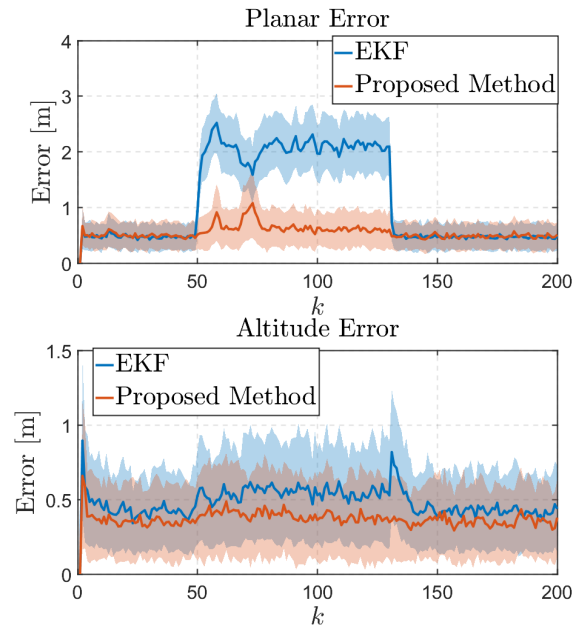 Planar Error
4
EKF
Proposed Method
3
2
1
0
Error [m]
0 50 100 150 200
k
Altitude Error
1.5
EKF
Proposed Method
1
0.5
0
Error [m]
0 50 100 150 200
k